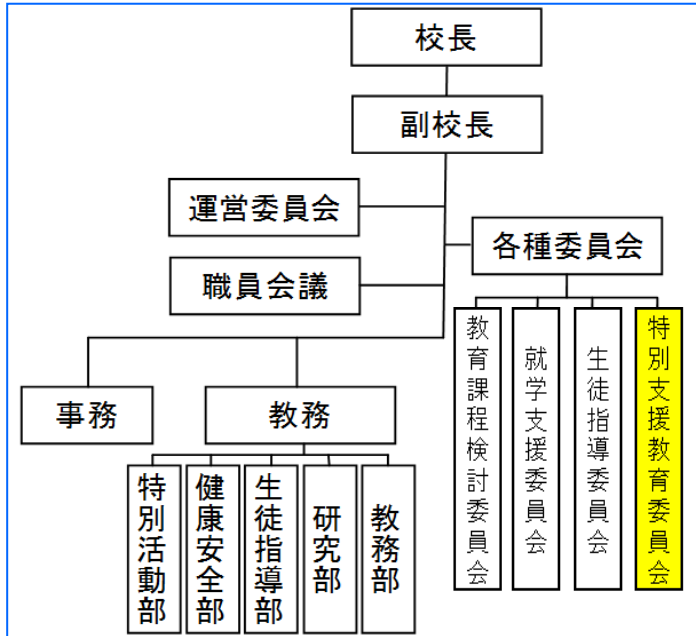 校長
副校長
運営委員会
各種委員会
職員会議
教育課程検討委員会
就学支援委員会
生徒指導委員会
特別支援教育委員会
事務
教務
特別活動部
健康安全部
生徒指導部
研究部
教務部